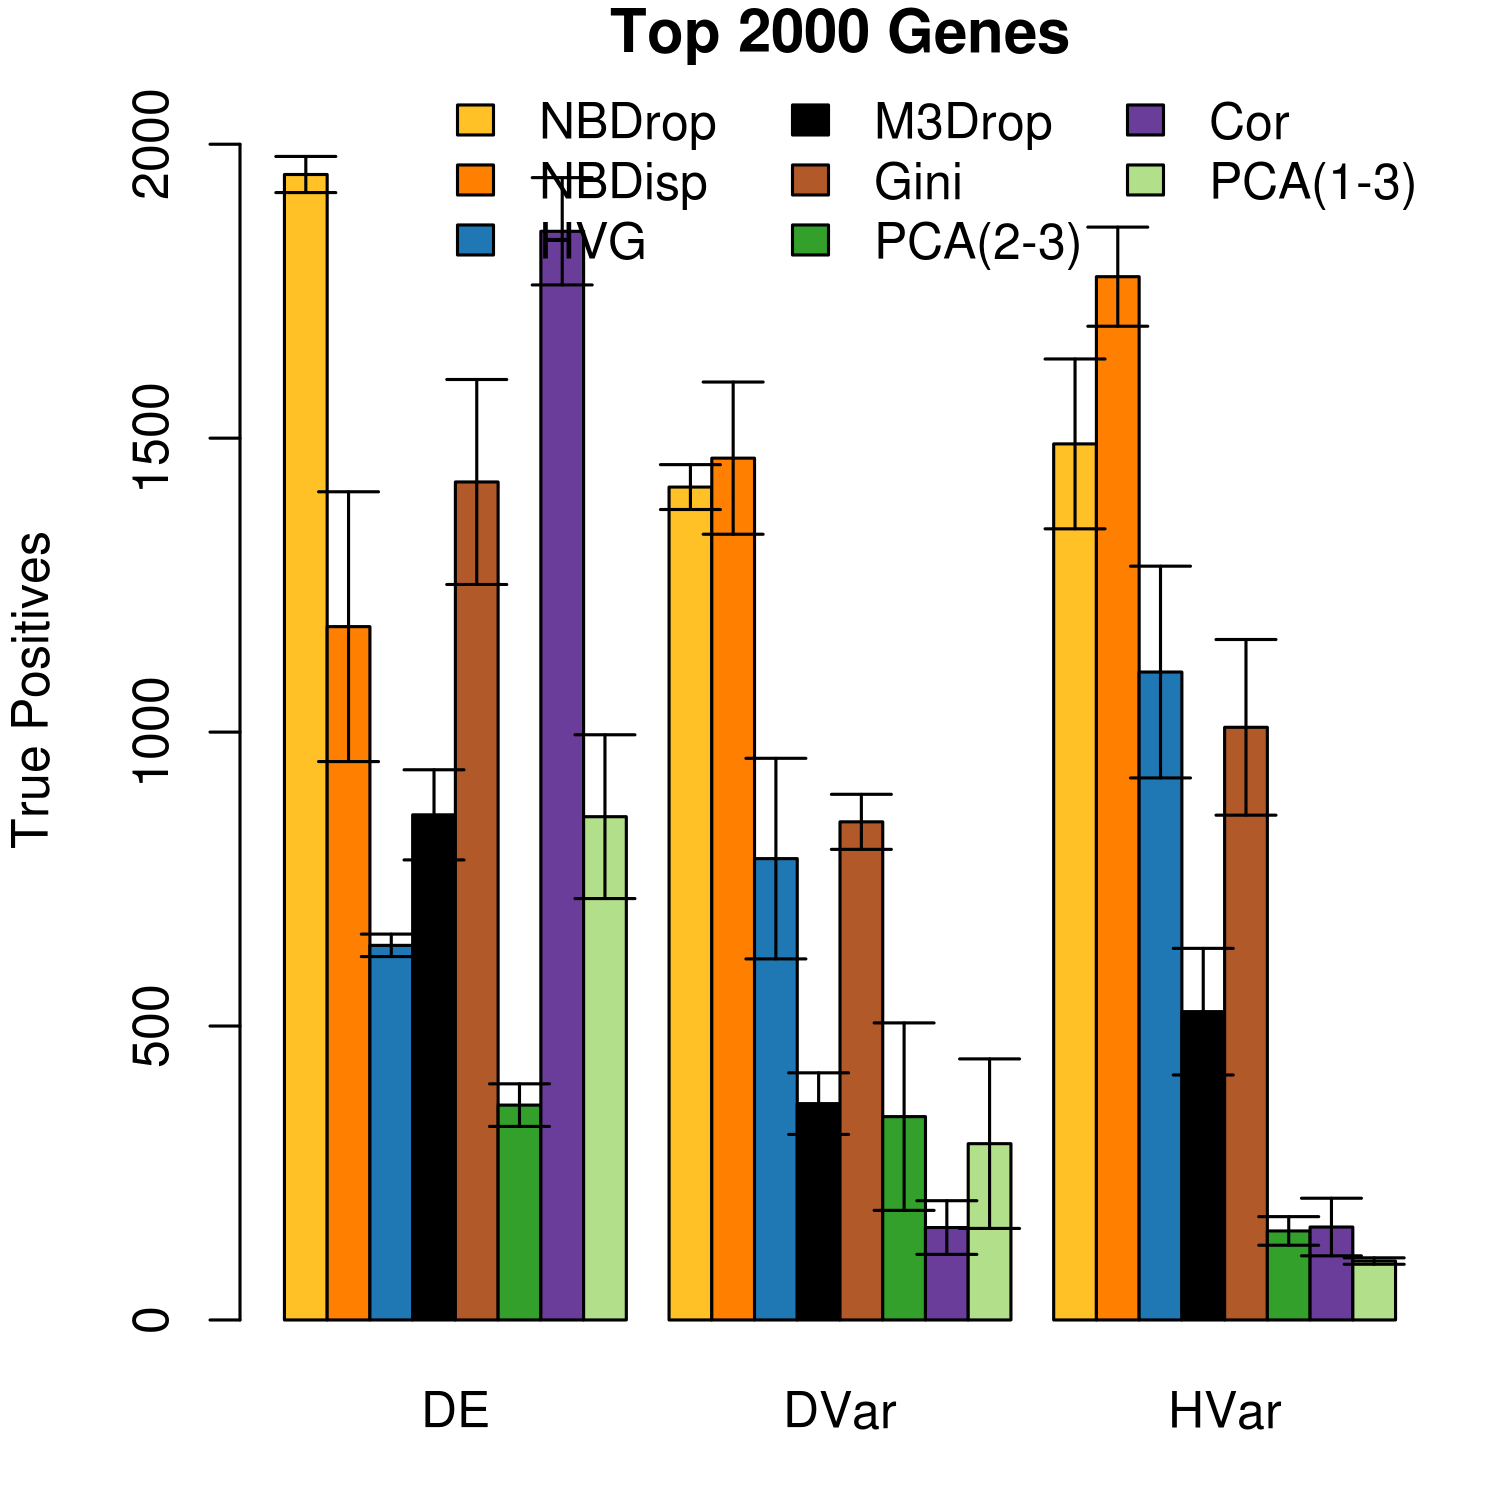 Top 2000 Genes
NBDrop M3Drop Cor
NBDisp Gini PCA(1-3)
HVG PCA(2-3)
True Positives
2000
1500
1000
500
0
DE DVar HVar